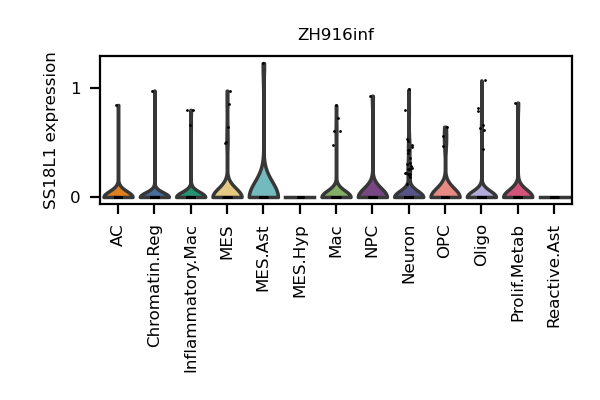 ZH916inf
SS18L1 expression
1
0
AC
Chromatin.Reg
Inflammatory.Mac
MES
MES.Ast
MES.Hyp
Mac
NPC
Neuron
OPC
Oligo
Prolif.Metab
Reactive.Ast